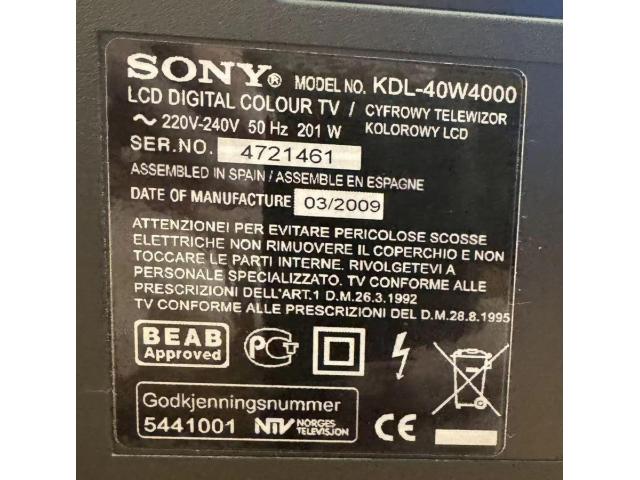 SONY® MODEL NO. KDL-40W4000
LCD DIGITAL COLOUR TV / CYFROWY TELEWIZOR
KOLOROWY LCD
~ 220V-240V 50 Hz 201 W
SER.NO. 4721461
ASSEMBLED IN SPAIN / ASSEMBLE EN ESPAGNE
DATE OF MANUFACTURE 03/2009
ATTENZIONEI PER EVITARE PERICOLOSE SCOSSE
ELETTRICHE NON RIMUOVERE IL COPERCHIO E NON
TOCCARE LE PARTI INTERNE. RIVOLGETEVI A
PERSONALE SPECIALIZZATO. TV CONFORME ALLE
PRESCRIZIONI DELL'ART.1 D.M.26.3.1992
TV CONFORME ALLE PRESCRIZIONI DEL D.M.28.8.1995
BEAB
Approved
PCT
Godkjenningsnummer
5441001 NTV NORGES
TELEVISJON
CE